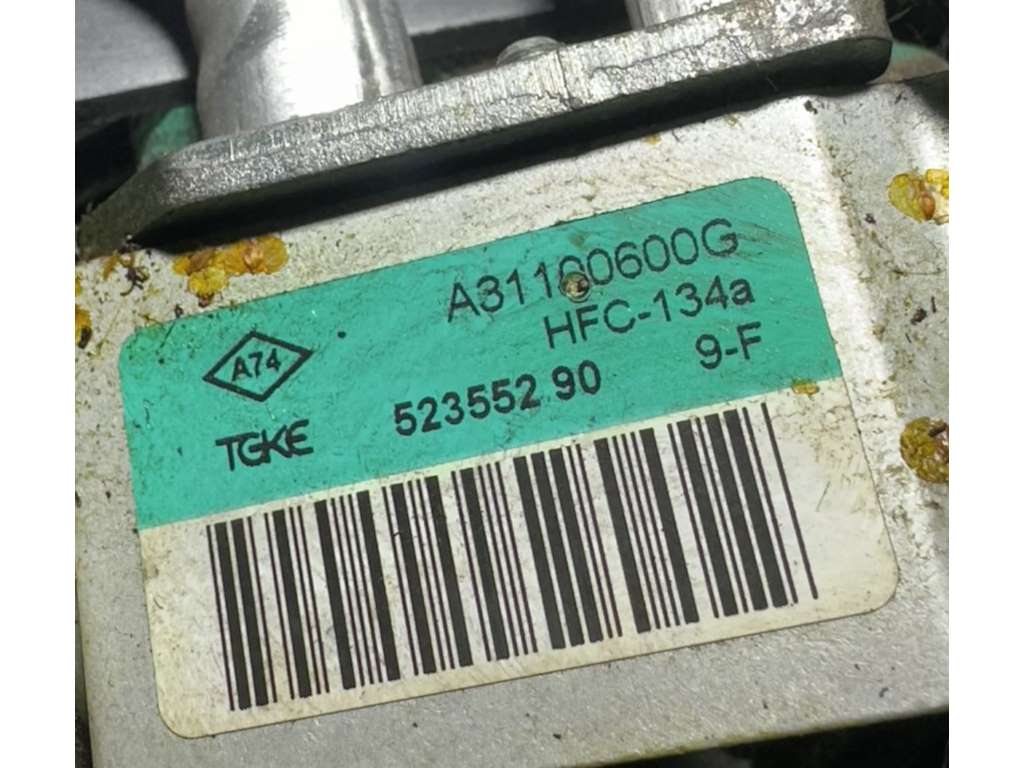 A31100600G
HFC-134a
A74
9-F
523552 90
TGKE